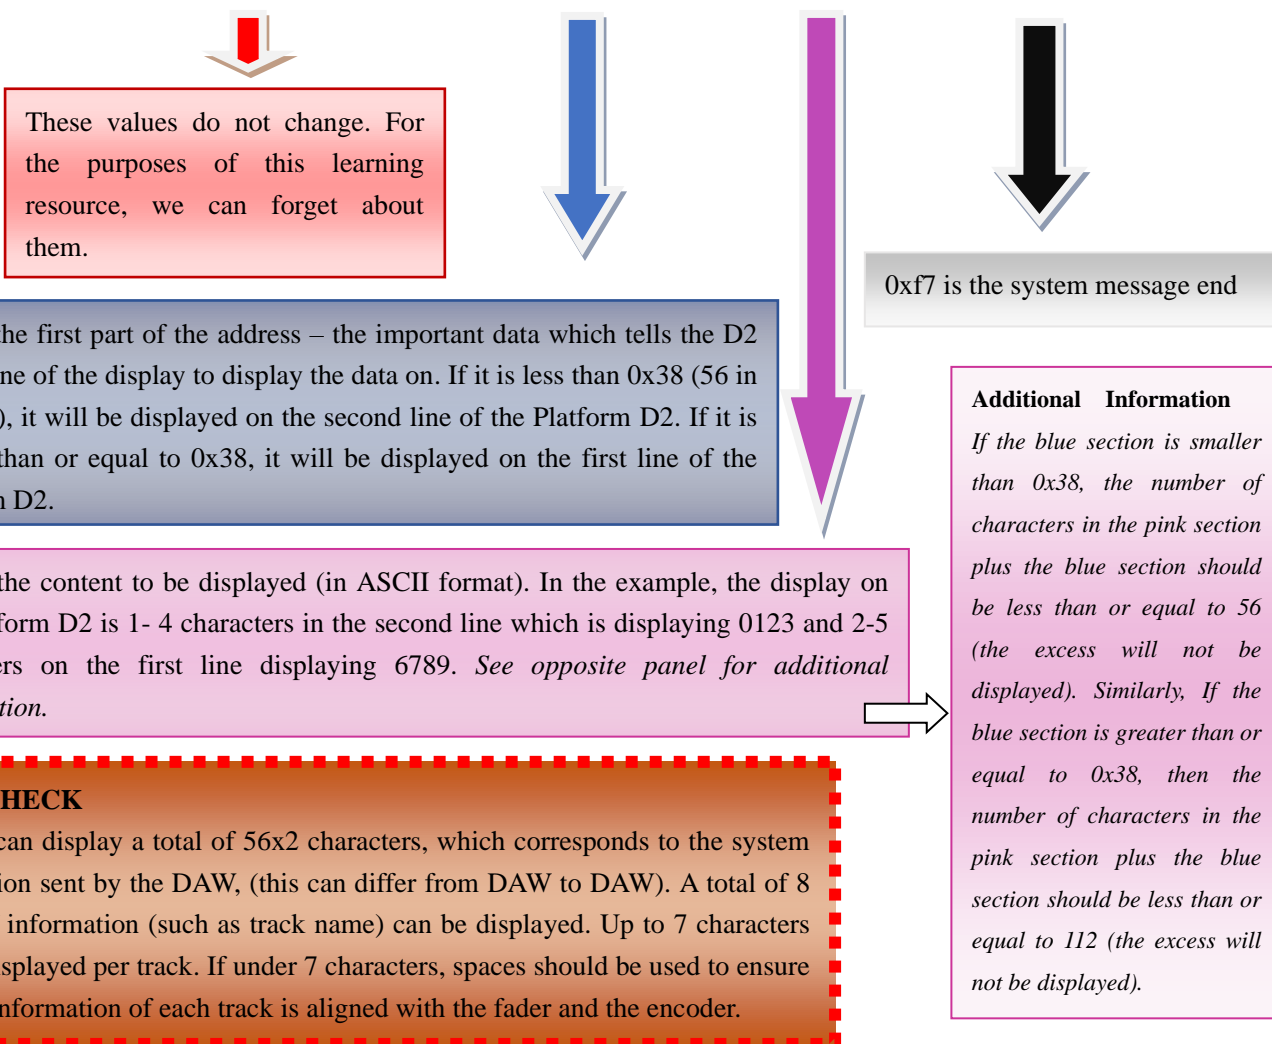 These values do not change. For
the purposes of this learning
resource, we can forget about
them.
0xf7 is the system message end
the first part of the address – the important data which tells the D2
ne of the display to display the data on. If it is less than 0x38 (56 in
), it will be displayed on the second line of the Platform D2. If it is
than or equal to 0x38, it will be displayed on the first line of the
D2.
the content to be displayed (in ASCII format). In the example, the display on
form D2 is 1- 4 characters in the second line which is displaying 0123 and 2-5
ers on the first line displaying 6789. See opposite panel for additional
tion.
HECK
can display a total of 56x2 characters, which corresponds to the system
ion sent by the DAW, (this can differ from DAW to DAW). A total of 8
information (such as track name) can be displayed. Up to 7 characters
isplayed per track. If under 7 characters, spaces should be used to ensure
nformation of each track is aligned with the fader and the encoder.
Additional Information
If the blue section is smaller
than 0x38, the number of
characters in the pink section
plus the blue section should
be less than or equal to 56
(the excess will not be
displayed). Similarly, If the
blue section is greater than or
equal to 0x38, then the
number of characters in the
pink section plus the blue
section should be less than or
equal to 112 (the excess will
not be displayed).